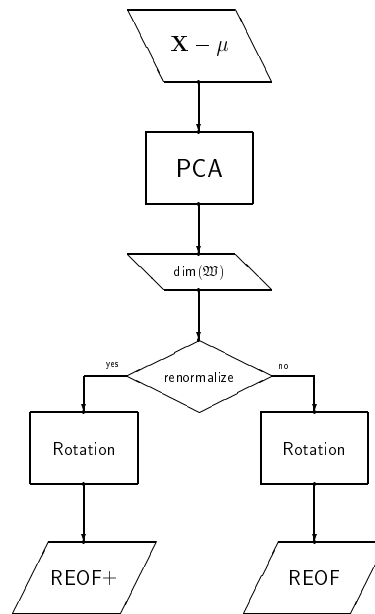 X − μ
PCA
dim(𝔚)
yes
renormalize
no
Rotation
Rotation
REOF+
REOF